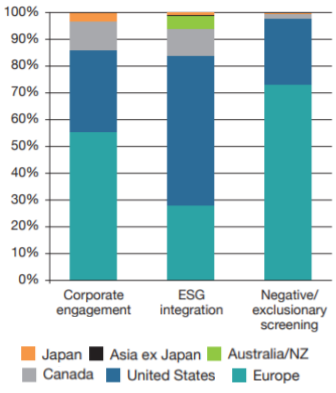 100%
90%
80%
70%
60%
50%
40%
30%
20%
10%
0%
Corporate
engagement
ESG
integration
Negative/
exclusionary
screening
Japan Asia ex Japan Australia/NZ
Canada United States Europe